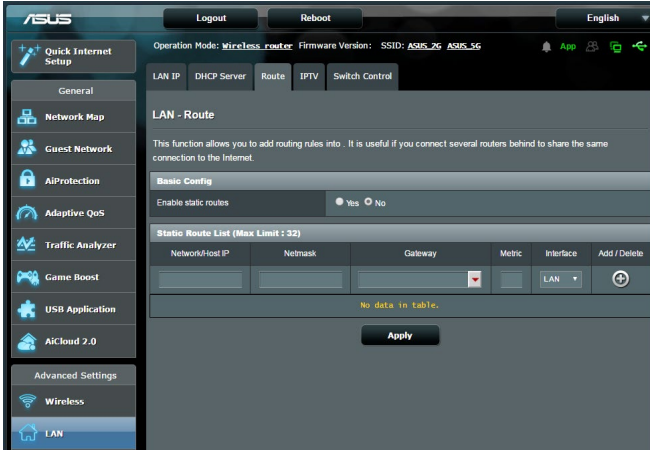 ASUS
Logout
Reboot
English
Quick Internet
Setup
Operation Mode: Wireless router Firmware Version: SSID: ASUS_2G ASUS_5G
App
LAN IP DHCP Server Route IPTV Switch Control
General
Network Map
Guest Network
AiProtection
Adaptive QoS
Traffic Analyzer
Game Boost
USB Application
AiCloud 2.0
Advanced Settings
Wireless
LAN
LAN - Route
This function allows you to add routing rules into . It is useful if you connect several routers behind to share the same
connection to the Internet.
Basic Config
Enable static routes Yes No
Static Route List (Max Limit : 32)
Network/Host IP Netmask Gateway Metric Interface Add / Delete
LAN
No data in table.
Apply